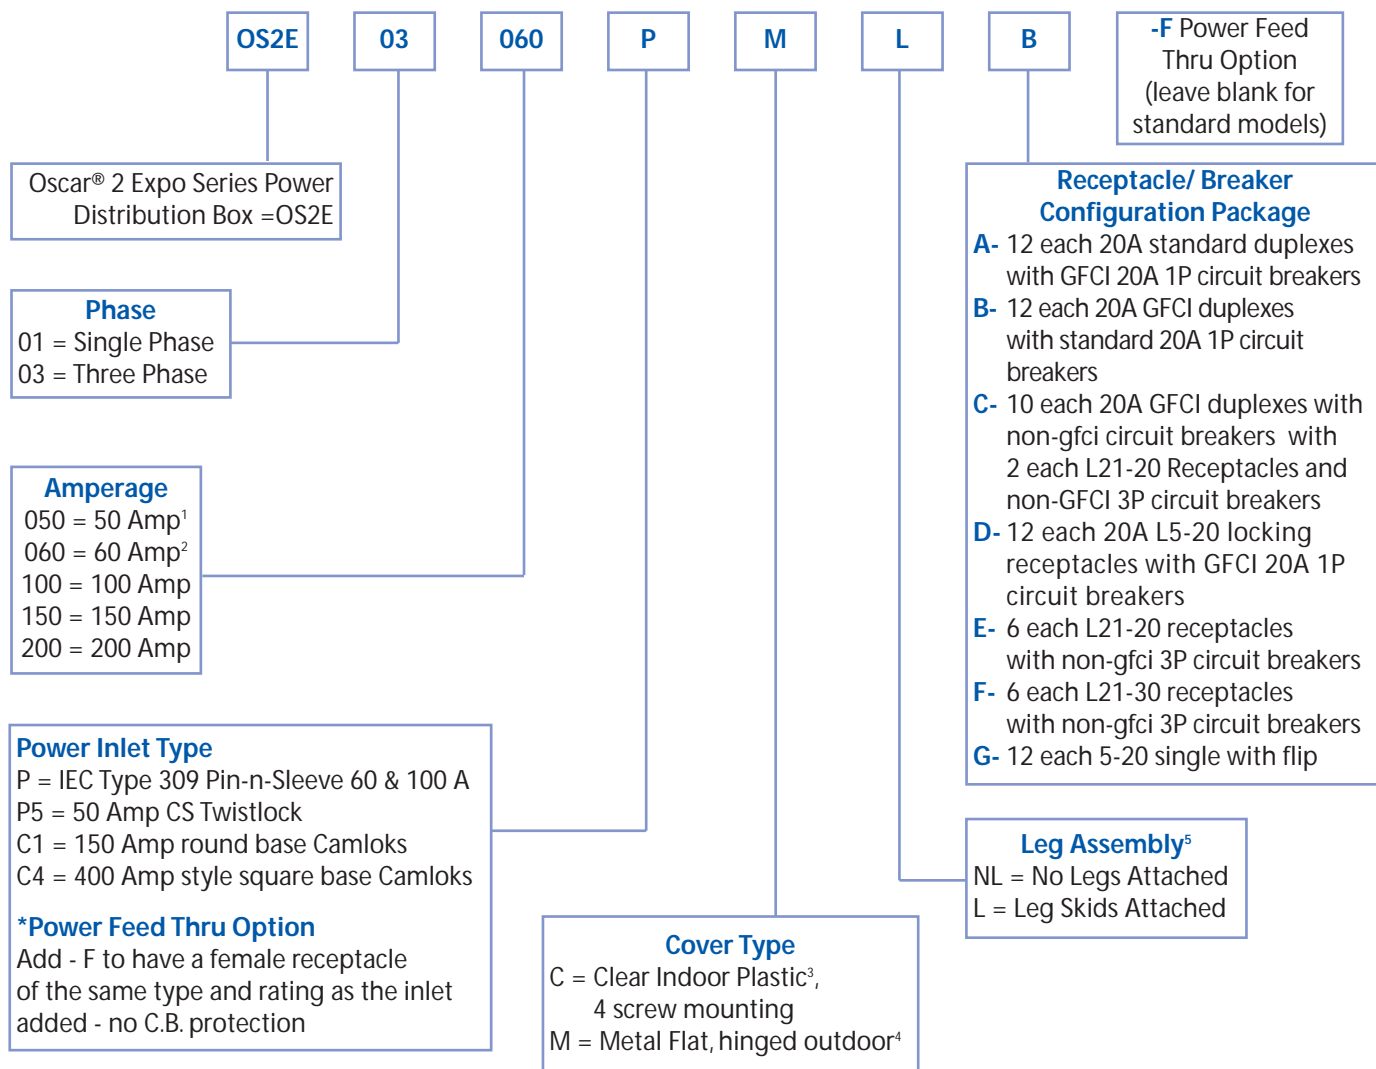 OS2E 03 060 P M L B
-F Power Feed
Thru Option
(leave blank for
standard models)
Oscar® 2 Expo Series Power
Distribution Box =OS2E
Phase
01 = Single Phase
03 = Three Phase
Amperage
050 = 50 Amp¹
060 = 60 Amp²
100 = 100 Amp
150 = 150 Amp
200 = 200 Amp
Power Inlet Type
P = IEC Type 309 Pin-n-Sleeve 60 & 100 A
P5 = 50 Amp CS Twistlock
C1 = 150 Amp round base Camloks
C4 = 400 Amp style square base Camloks
*Power Feed Thru Option
Add - F to have a female receptacle
of the same type and rating as the inlet
added - no C.B. protection
Cover Type
C = Clear Indoor Plastic³,
4 screw mounting
M = Metal Flat, hinged outdoor⁴
Leg Assembly⁵
NL = No Legs Attached
L = Leg Skids Attached
Receptacle/ Breaker
Configuration Package
A- 12 each 20A standard duplexes
with GFCI 20A 1P circuit breakers
B- 12 each 20A GFCI duplexes
with standard 20A 1P circuit
breakers
C- 10 each 20A GFCI duplexes with
non-gfci circuit breakers with
2 each L21-20 Receptacles and
non-GFCI 3P circuit breakers
D- 12 each 20A L5-20 locking
receptacles with GFCI 20A 1P
circuit breakers
E- 6 each L21-20 receptacles
with non-gfci 3P circuit breakers
F- 6 each L21-30 receptacles
with non-gfci 3P circuit breakers
G- 12 each 5-20 single with flip